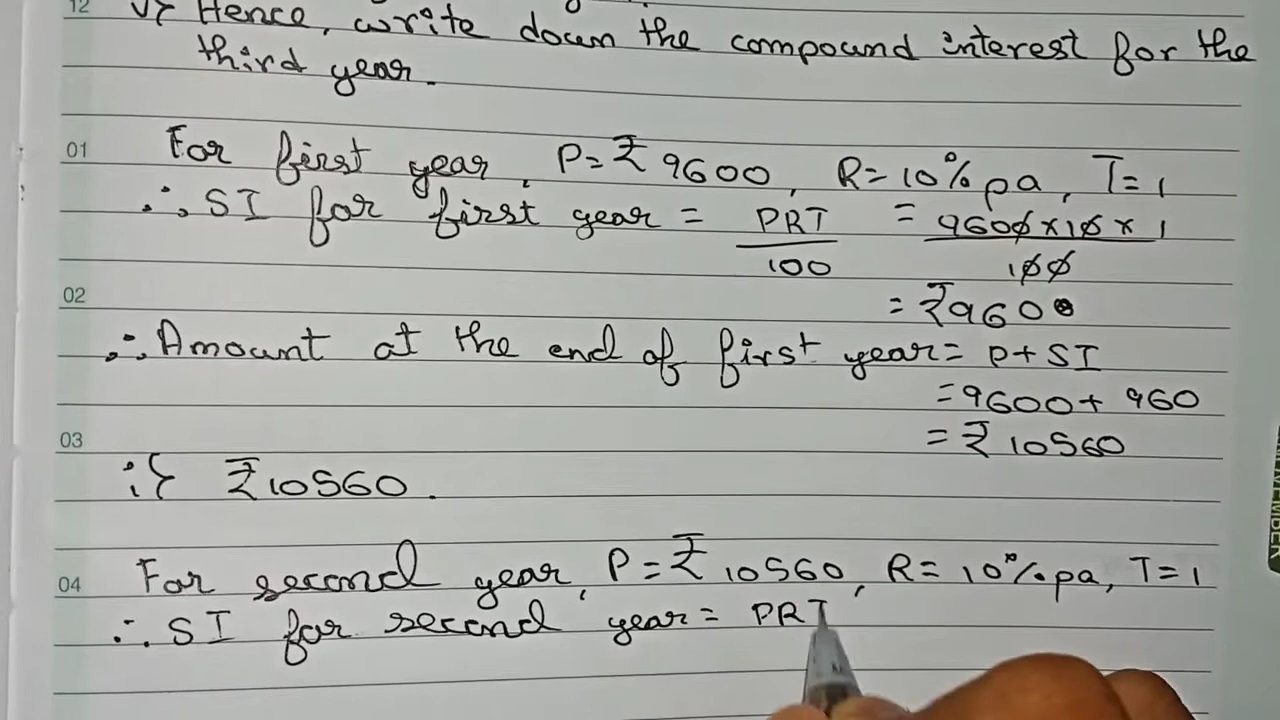 12
v} Hence, write down the compound interest for the
third year.
01
For first year, P=₹9600, R=10% pa, T=1
∴ SI for first year = PRT/100 = 9600×10×1/100
02
=₹960
∴ Amount at the end of first year= P+SI
=9600+ 960
03
=₹10560
i} ₹10560.
04
For second year, P=₹10560, R=10% pa, T=1
∴ SI for second year= PRT